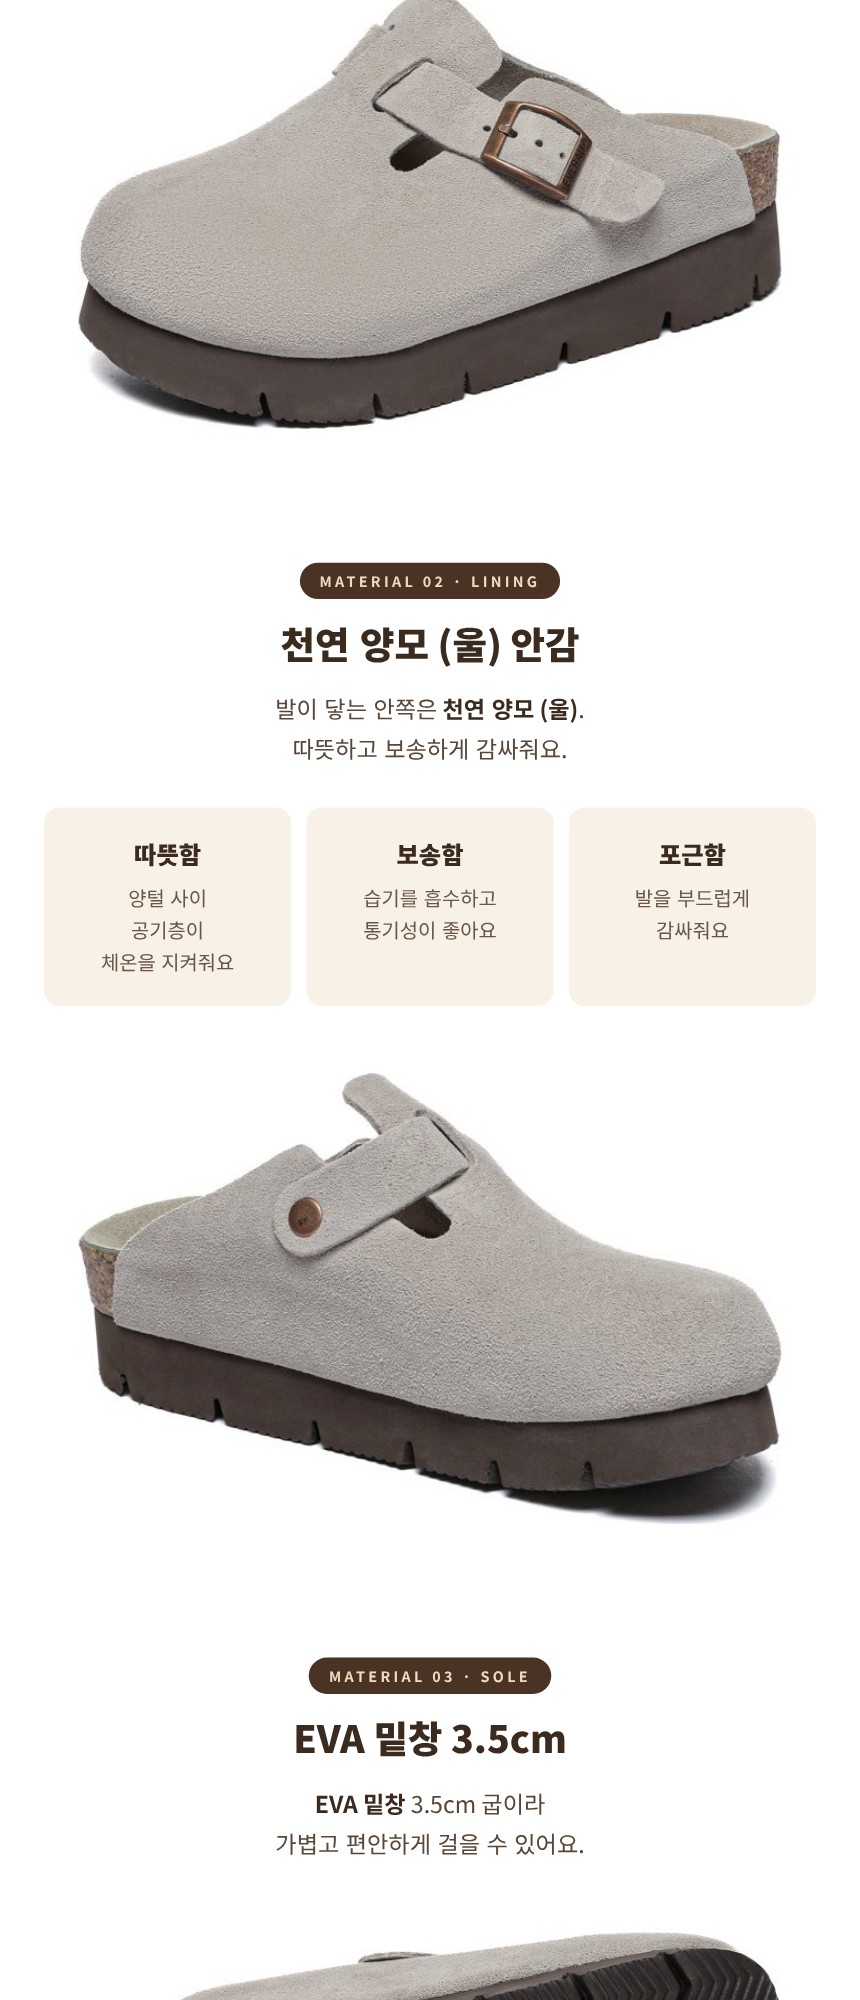 MATERIAL 02 · LINING
천연 양모 (울) 안감
발이 닿는 안쪽은 천연 양모 (울).
따뜻하고 보송하게 감싸줘요.
따뜻함
양털 사이
공기층이
체온을 지켜줘요
보송함
습기를 흡수하고
통기성이 좋아요
포근함
발을 부드럽게
감싸줘요
MATERIAL 03 · SOLE
EVA 밑창 3.5cm
EVA 밑창 3.5cm 굽이라
가볍고 편안하게 걸을 수 있어요.